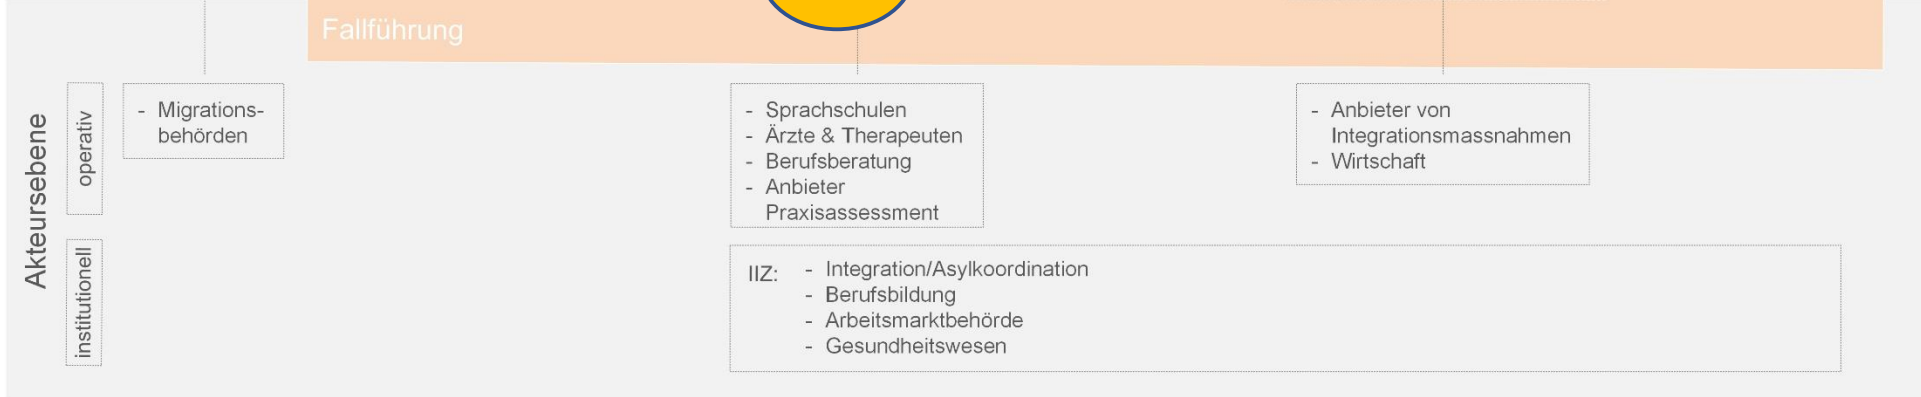 Fallführung
Akteursebene
operativ
- Migrations-
behörden
- Sprachschulen
- Ärzte & Therapeuten
- Berufsberatung
- Anbieter
Praxisassessment
- Anbieter von
Integrationsmassnahmen
- Wirtschaft
institutionell
IIZ: - Integration/Asylkoordination
- Berufsbildung
- Arbeitsmarktbehörde
- Gesundheitswesen